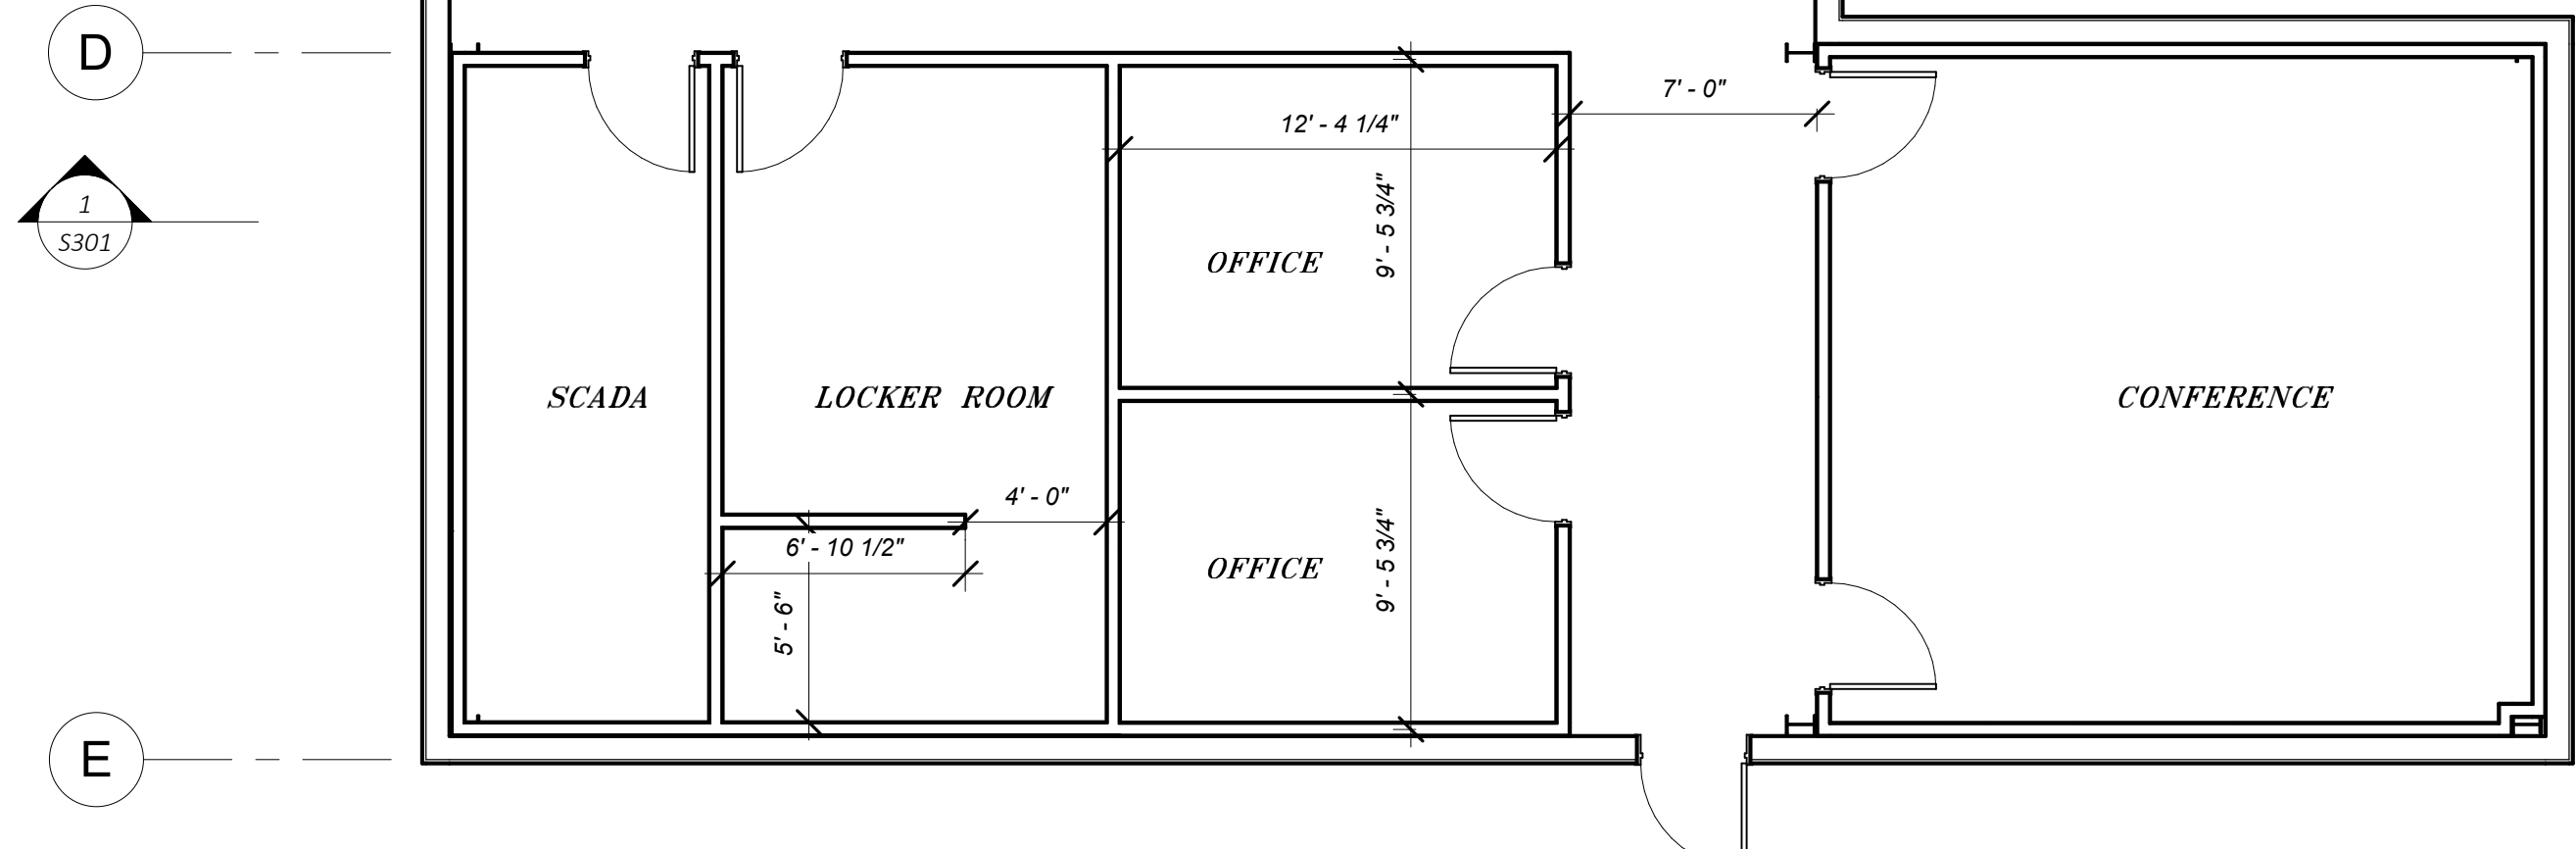 D
7' - 0"
12' - 4 1/4"
9' - 5 3/4"
1
S301
OFFICE
SCADA
LOCKER ROOM
CONFERENCE
4' - 0"
6' - 10 1/2"
OFFICE
9' - 5 3/4"
5' - 6"
E